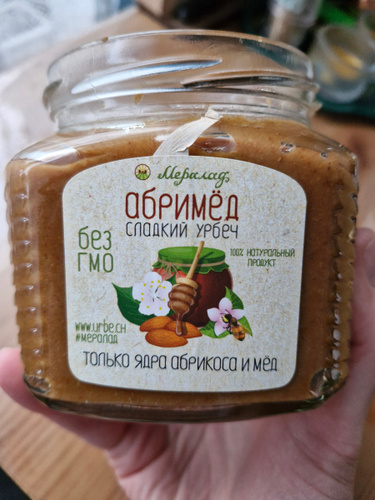 Мералад
абримёд
сладкий урбеч
без
ГМО
100% натуральный
продукт
www.urbe.ch
#мералад
только ядра абрикоса и мёд